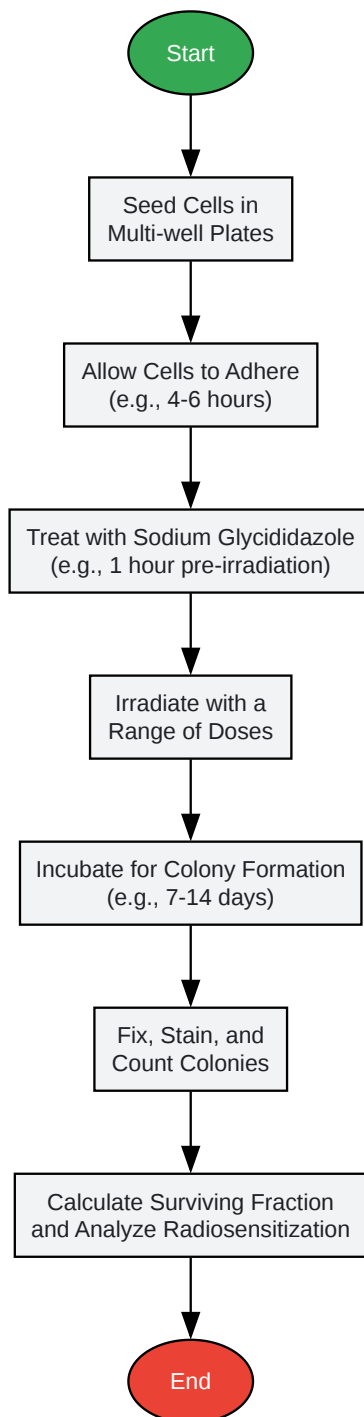 Start
Seed Cells in
Multi-well Plates
Allow Cells to Adhere
(e.g., 4-6 hours)
Treat with Sodium Glycididazole
(e.g., 1 hour pre-irradiation)
Irradiate with a
Range of Doses
Incubate for Colony Formation
(e.g., 7-14 days)
Fix, Stain, and
Count Colonies
Calculate Surviving Fraction
and Analyze Radiosensitization
End